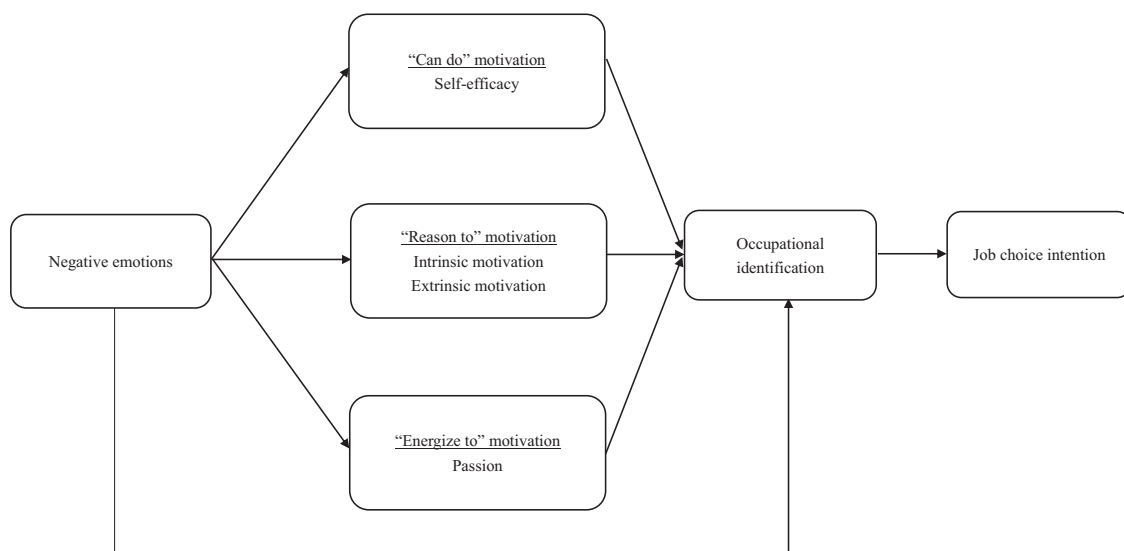 “Can do” motivation
Self-efficacy
Negative emotions
“Reason to” motivation
Intrinsic motivation
Extrinsic motivation
Occupational
identification
Job choice intention
“Energize to” motivation
Passion